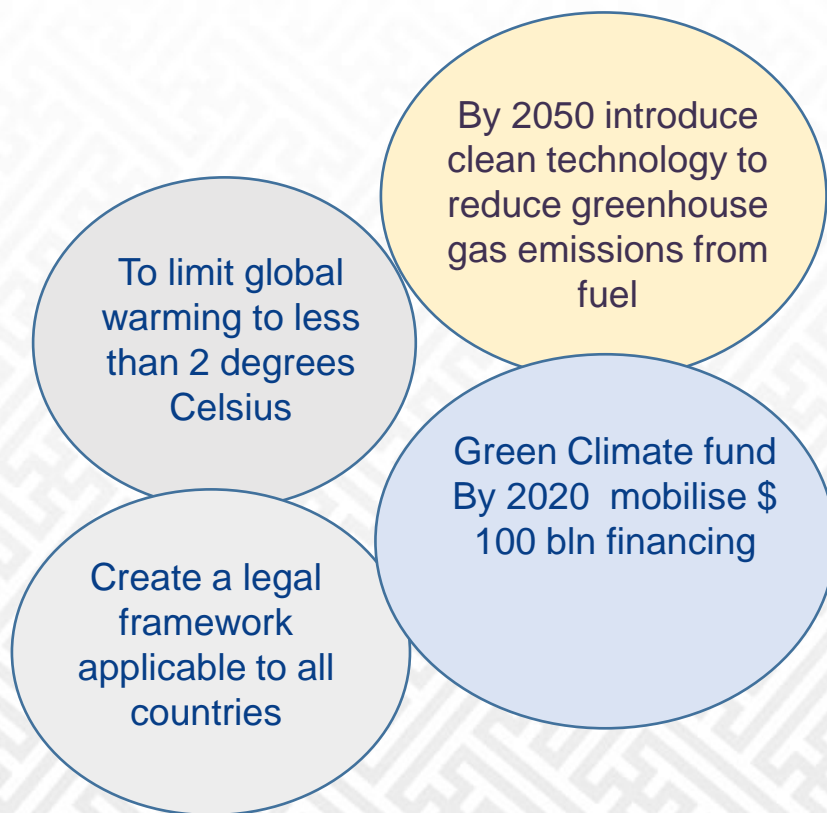 By 2050 introduce
clean technology to
reduce greenhouse
gas emissions from
fuel
To limit global
warming to less
than 2 degrees
Celsius
Green Climate fund
By 2020 mobilise $
100 bln financing
Create a legal
framework
applicable to all
countries